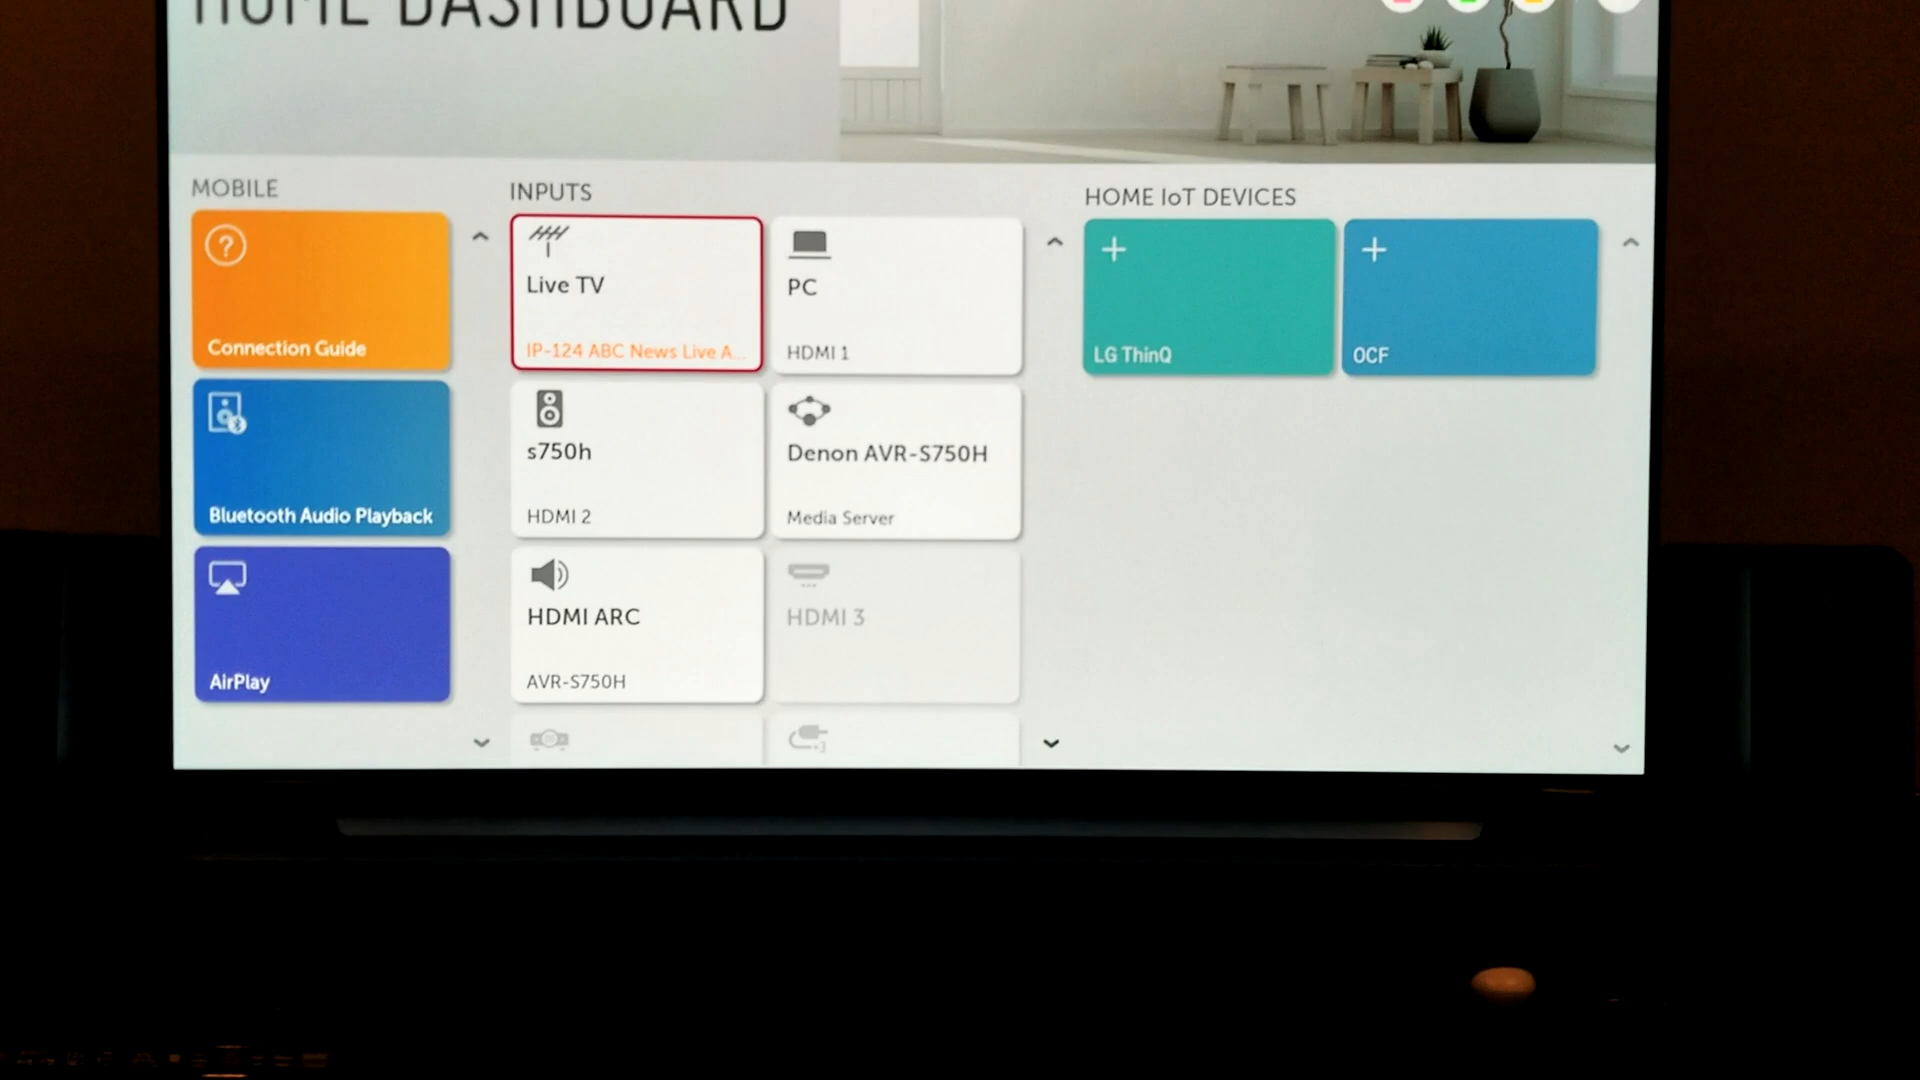 HOME DASHBOARD
MOBILE
Connection Guide
Bluetooth Audio Playback
AirPlay
INPUTS
Live TV
IP-124 ABC News Live A...
PC
HDMI 1
s750h
HDMI 2
Denon AVR-S750H
Media Server
HDMI ARC
AVR-S750H
HDMI 3
HOME IoT DEVICES
LG ThinQ
OCF